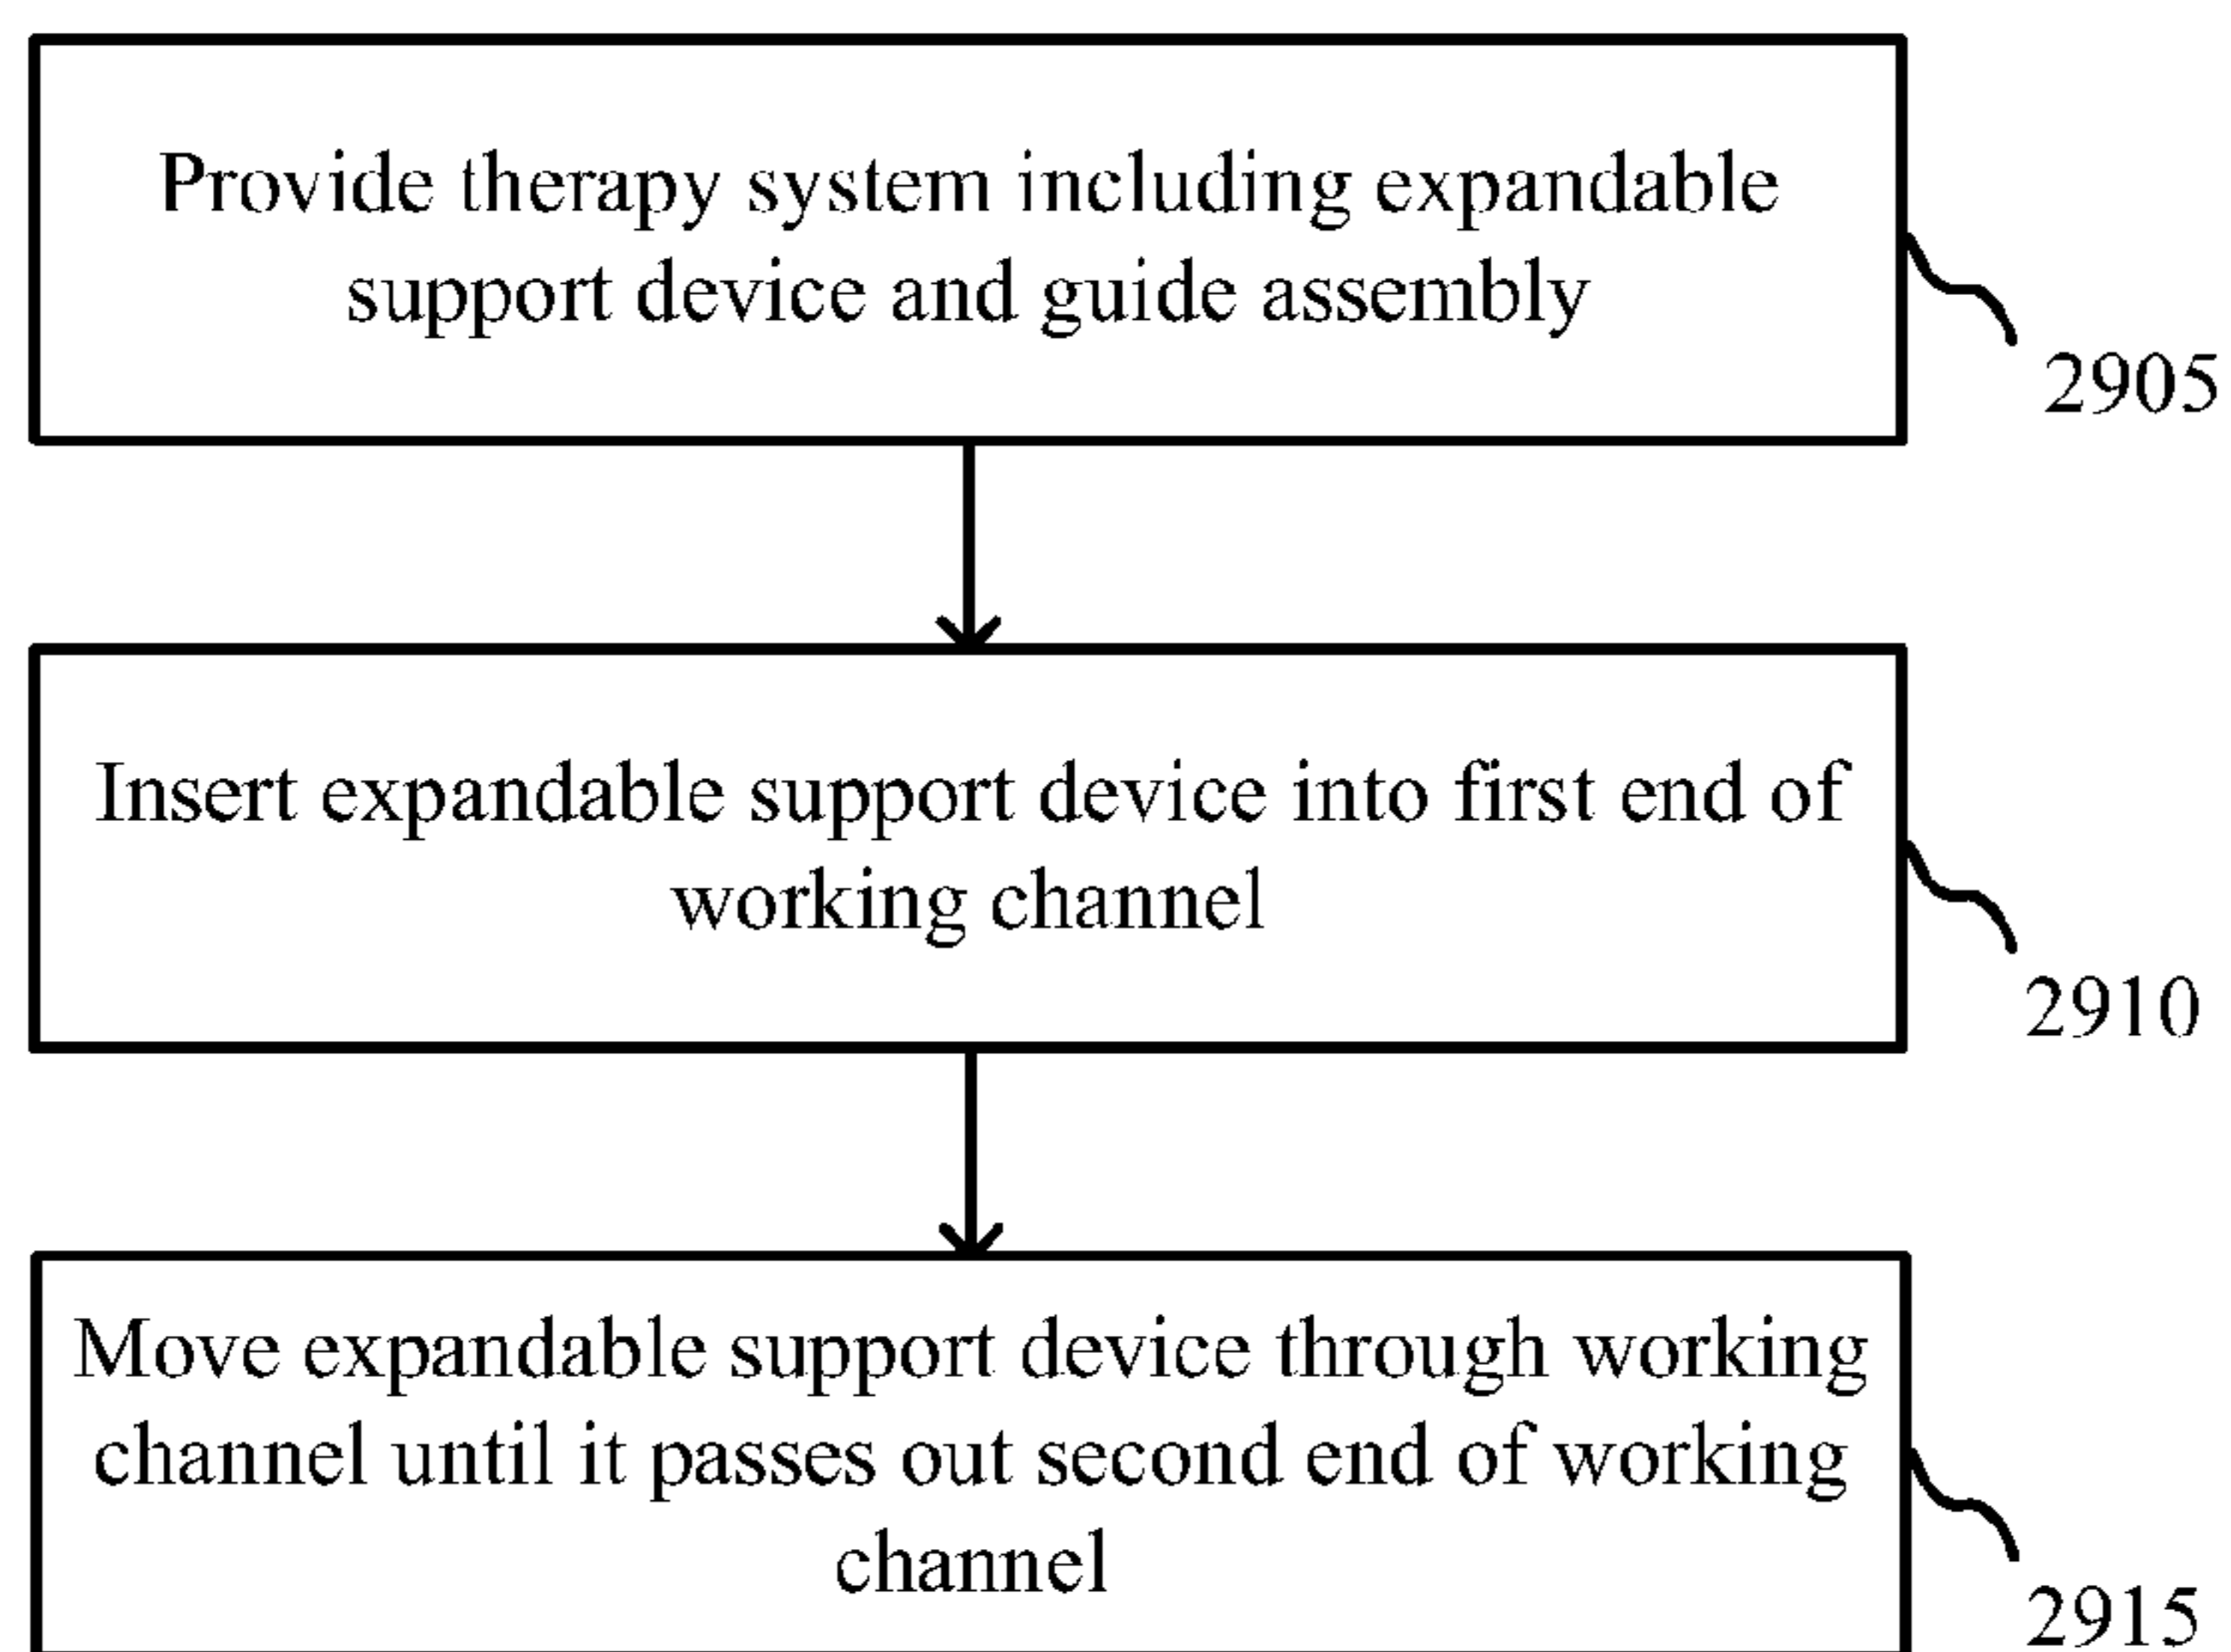 Provide therapy system including expandable
support device and guide assembly
2905
Insert expandable support device into first end of
working channel
2910
Move expandable support device through working
channel until it passes out second end of working
channel
2915